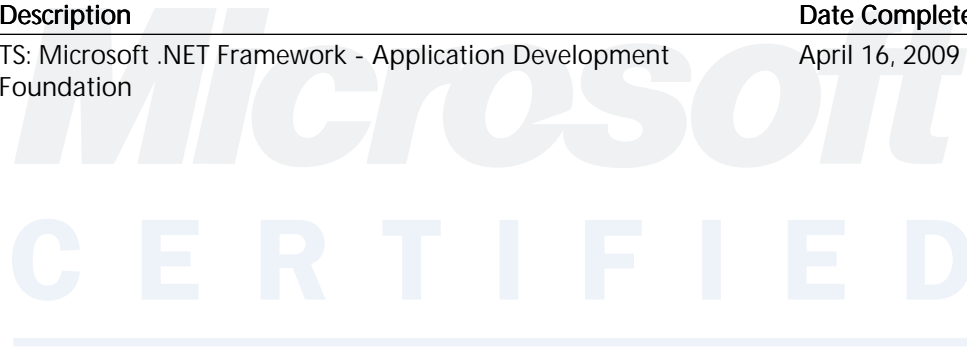 Description Date Complete
TS: Microsoft .NET Framework - Application Development April 16, 2009
Foundation
Microsoft
CERTIFIED